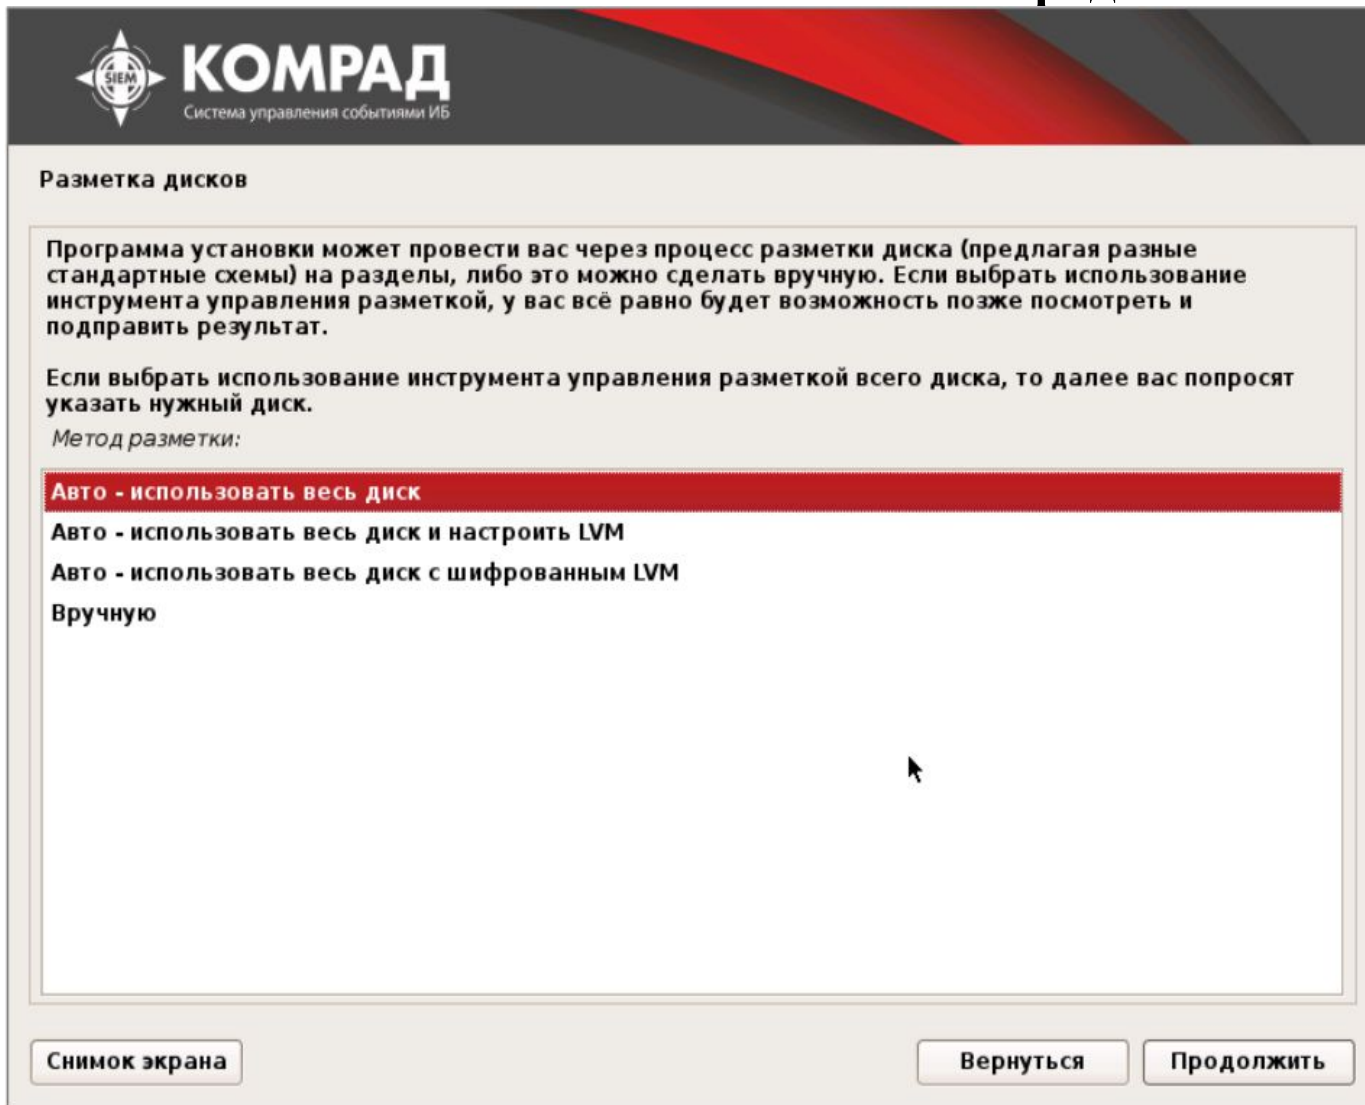 SIEM
КОМРАД
Система управления событиями ИБ
Разметка дисков
Программа установки может провести вас через процесс разметки диска (предлагая разные
стандартные схемы) на разделы, либо это можно сделать вручную. Если выбрать использование
инструмента управления разметкой, у вас всё равно будет возможность позже посмотреть и
подправить результат.
Если выбрать использование инструмента управления разметкой всего диска, то далее вас попросят
указать нужный диск.
Метод разметки:
Авто - использовать весь диск
Авто - использовать весь диск и настроить LVM
Авто - использовать весь диск с шифрованным LVM
Вручную
Снимок экрана
Вернуться
Продолжить